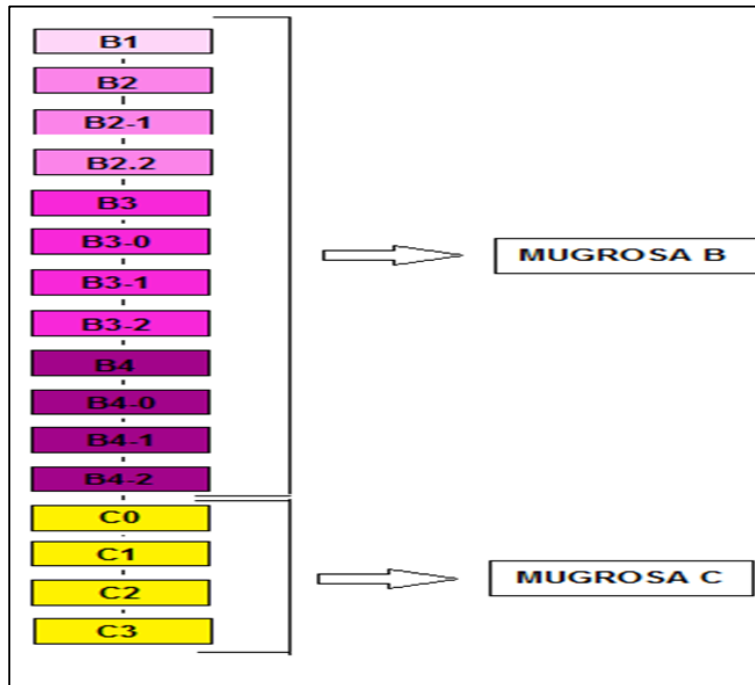 B1
B2
B2-1
B2.2
B3
B3-0
B3-1
B3-2
B4
B4-0
B4-1
B4-2
MUGROSA B
C0
C1
C2
C3
MUGROSA C